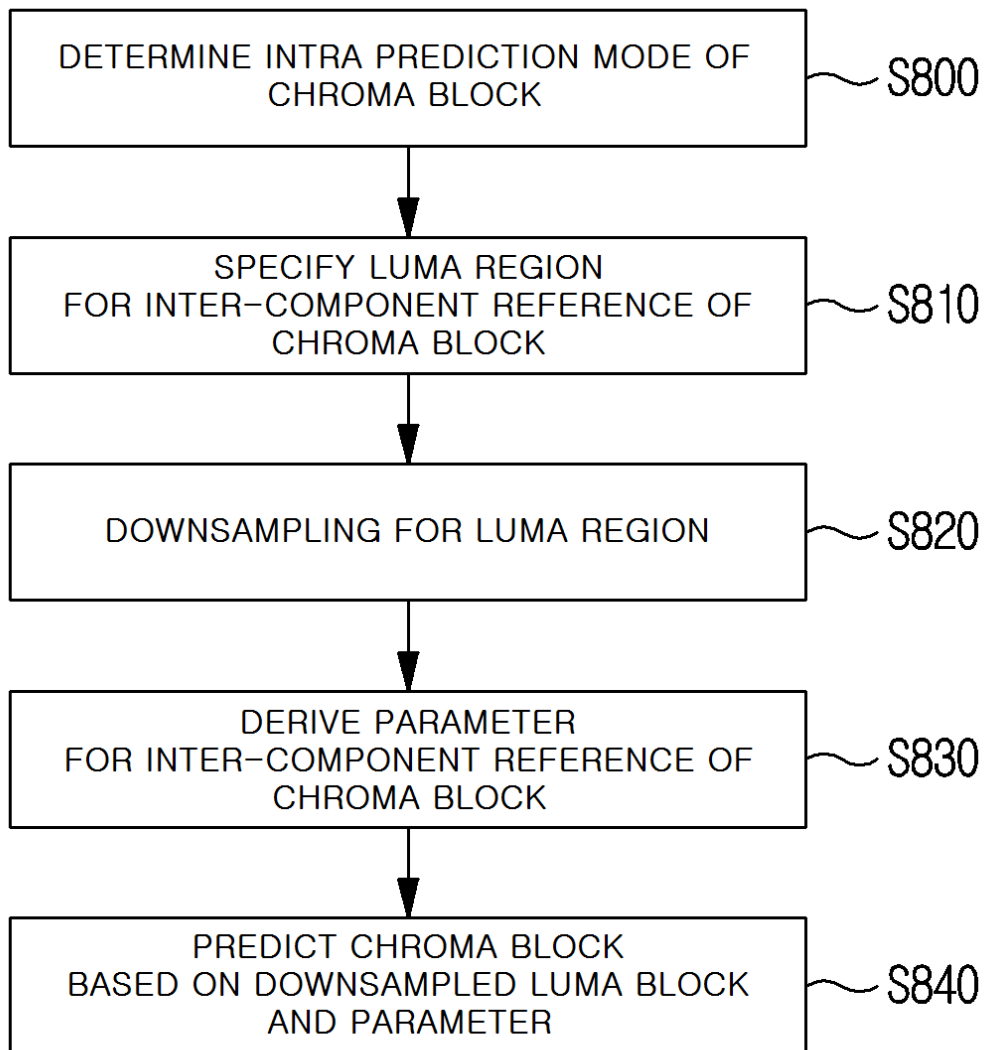 DETERMINE INTRA PREDICTION MODE OF
CHROMA BLOCK
S800
SPECIFY LUMA REGION
FOR INTER-COMPONENT REFERENCE OF
CHROMA BLOCK
S810
DOWNSAMPLING FOR LUMA REGION
S820
DERIVE PARAMETER
FOR INTER-COMPONENT REFERENCE OF
CHROMA BLOCK
S830
PREDICT CHROMA BLOCK
BASED ON DOWNSAMPLED LUMA BLOCK
AND PARAMETER
S840